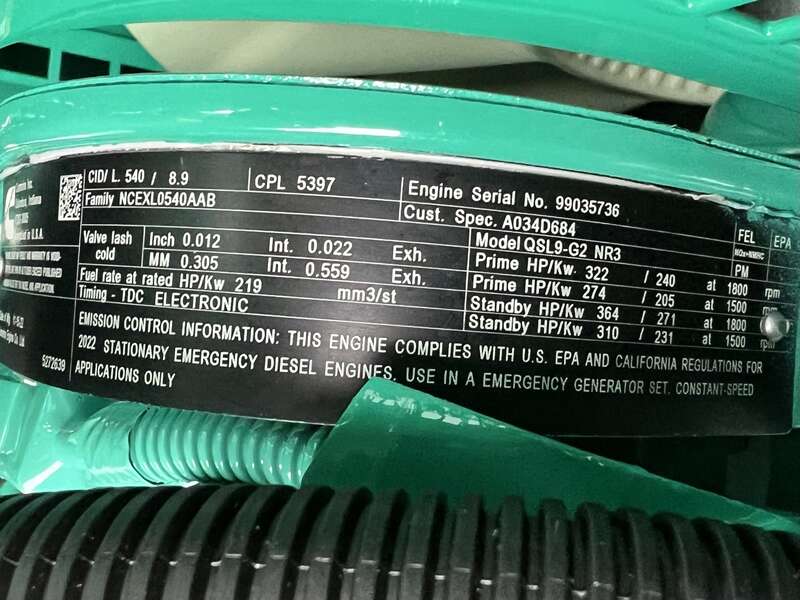 CID/ L. 540 / 8.9
CPL 5397
Engine Serial No. 99035736
Family NCEXL0540AAB
Cust. Spec. A034D684
Valve lash cold
Inch 0.012 Int. 0.022 Exh.
MM 0.305 Int. 0.559 Exh.
Fuel rate at rated HP/Kw 219 mm3/st
Timing - TDC ELECTRONIC
Model QSL9-G2 NR3
Prime HP/Kw. 322 / 240 at 1800 rpm
Prime HP/Kw 274 / 205 at 1500 rpm
Standby HP/Kw 364 / 271 at 1800 rpm
Standby HP/Kw 310 / 231 at 1500 rpm
FEL EPA
PM
EMISSION CONTROL INFORMATION: THIS ENGINE COMPLIES WITH U.S. EPA AND CALIFORNIA REGULATIONS FOR
2022 STATIONARY EMERGENCY DIESEL ENGINES. USE IN A EMERGENCY GENERATOR SET. CONSTANT-SPEED
APPLICATIONS ONLY
5272639